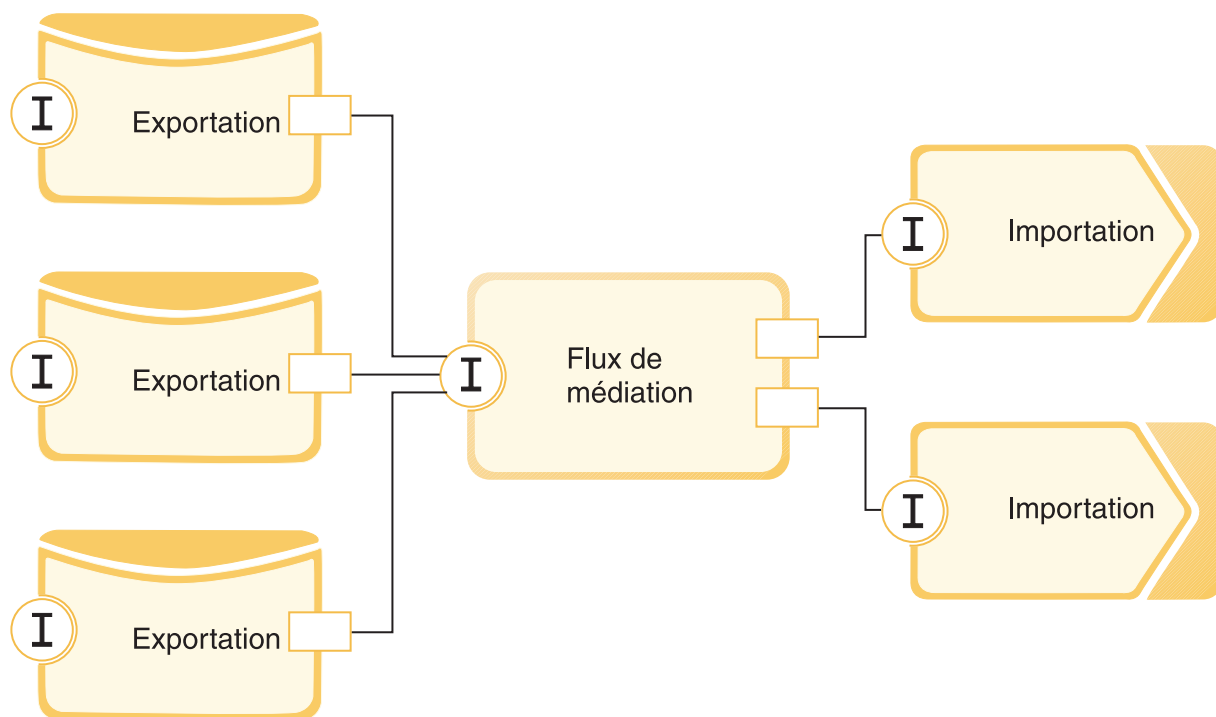 I
Exportation
I
Exportation
I
Exportation
I
Flux de
médiation
I
Importation
I
Importation